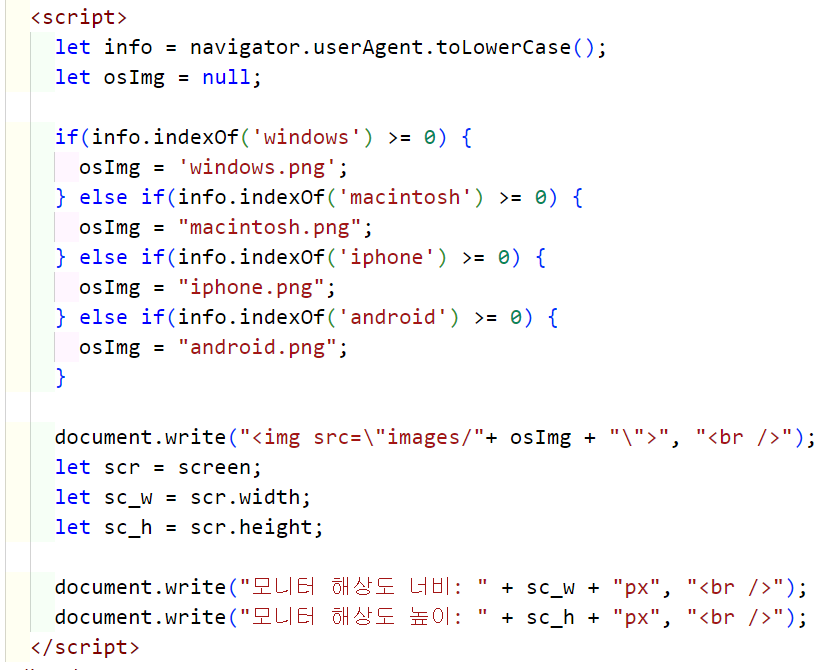 <script>
let info = navigator.userAgent.toLowerCase();
let osImg = null;
if(info.indexOf('windows') >= 0) {
osImg = 'windows.png';
} else if(info.indexOf('macintosh') >= 0) {
osImg = "macintosh.png";
} else if(info.indexOf('iphone') >= 0) {
osImg = "iphone.png";
} else if(info.indexOf('android') >= 0) {
osImg = "android.png";
}
document.write("<img src=\"images/"+ osImg + "\">", "<br />");
let scr = screen;
let sc_w = scr.width;
let sc_h = scr.height;
document.write("모니터 해상도 너비: " + sc_w + "px", "<br />");
document.write("모니터 해상도 높이: " + sc_h + "px", "<br />");
</script>